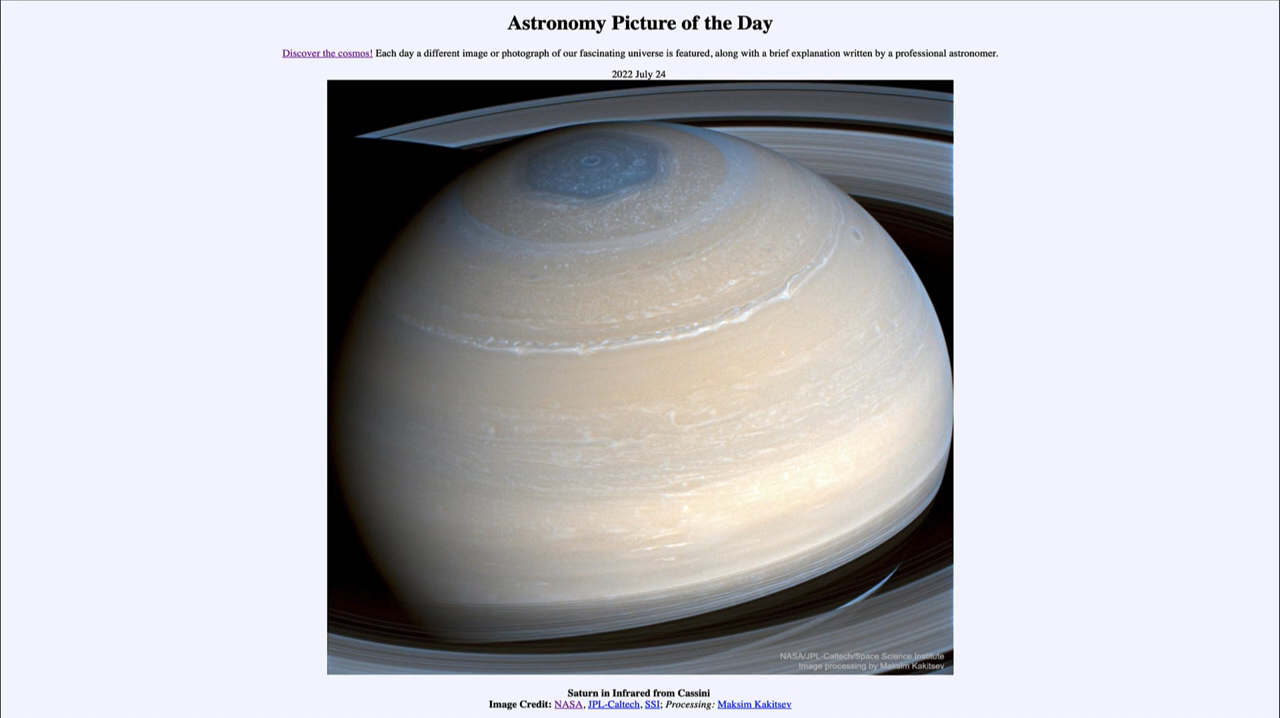 Astronomy Picture of the Day
Discover the cosmos! Each day a different image or photograph of our fascinating universe is featured, along with a brief explanation written by a professional astronomer.
2022 July 24
NASA/JPL-Caltech/Space Science Institute
Image processing by Maksim Kakitsev
Saturn in Infrared from Cassini
Image Credit: NASA, JPL-Caltech, SSI; Processing: Maksim Kakitsev